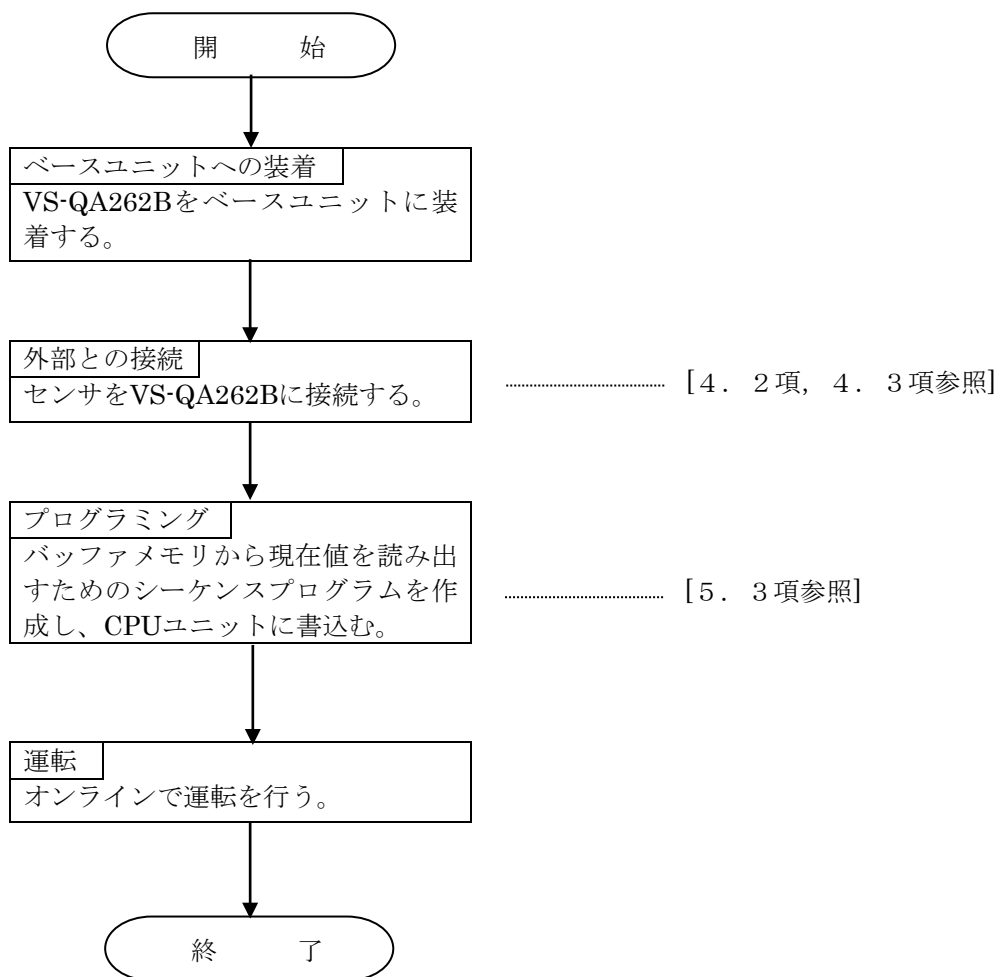 開　始
ベースユニットへの装着
VS-QA262Bをベースユニットに装
着する。
外部との接続
センサをVS-QA262Bに接続する。
[４．２項，４．３項参照]
プログラミング
バッファメモリから現在値を読み出
すためのシーケンスプログラムを作
成し、CPUユニットに書込む。
[５．３項参照]
運転
オンラインで運転を行う。
終　了